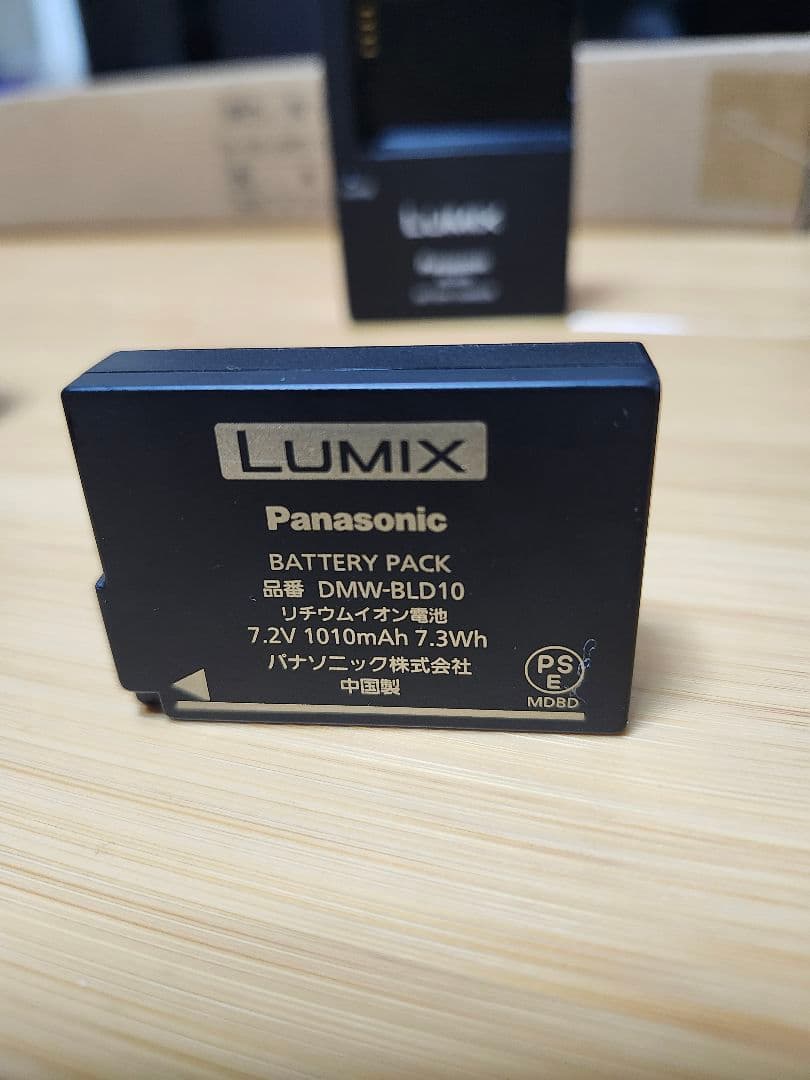 LUMIX
LUMIX
Panasonic
BATTERY PACK
品番 DMW-BLD10
リチウムイオン電池
7.2V 1010mAh 7.3Wh
パナソニック株式会社
中国製
PS
E
MDBD